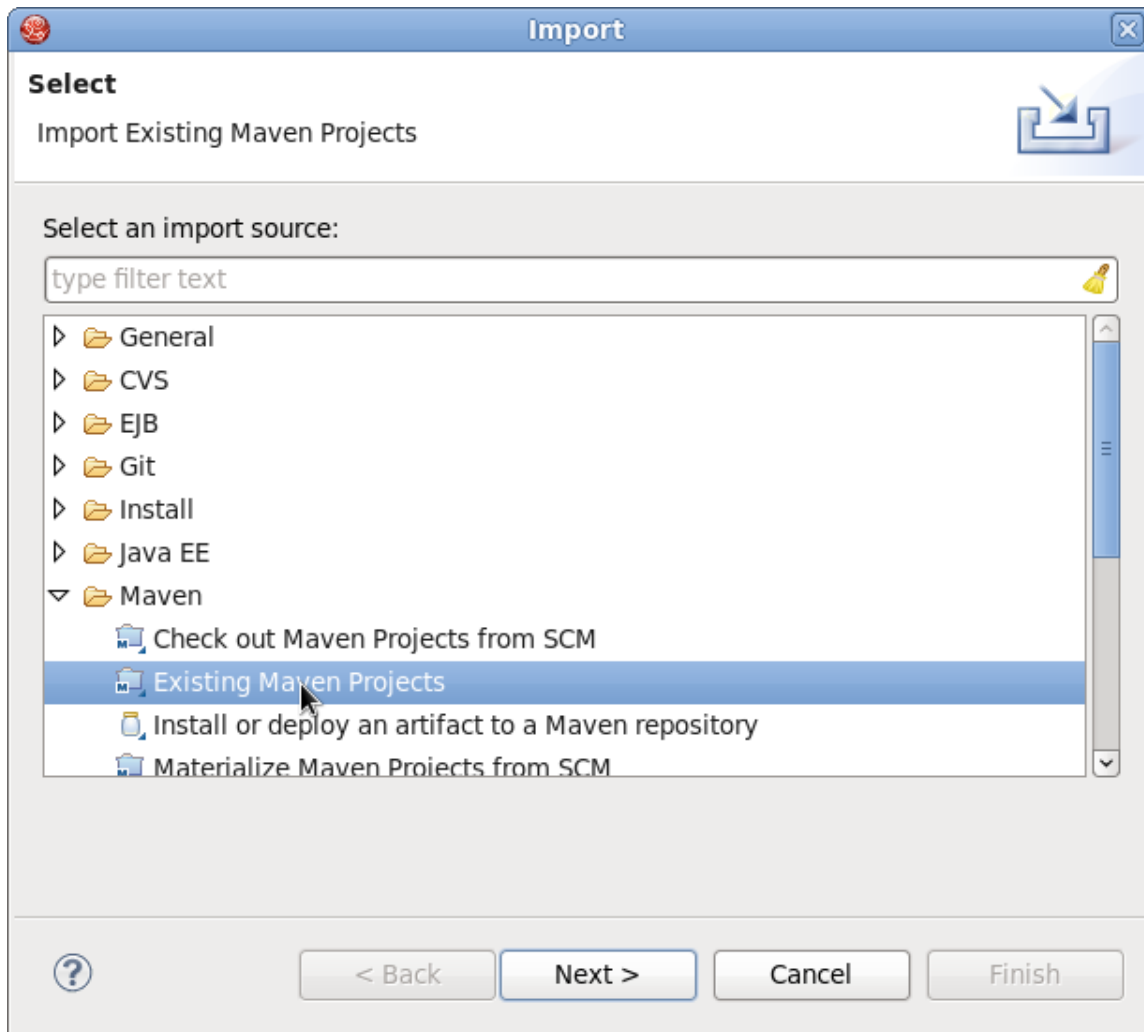 Import
Select
Import Existing Maven Projects
Select an import source:
type filter text
General
CVS
EJB
Git
Install
Java EE
Maven
Check out Maven Projects from SCM
Existing Maven Projects
Install or deploy an artifact to a Maven repository
Materialize Maven Projects from SCM
< Back Next > Cancel Finish